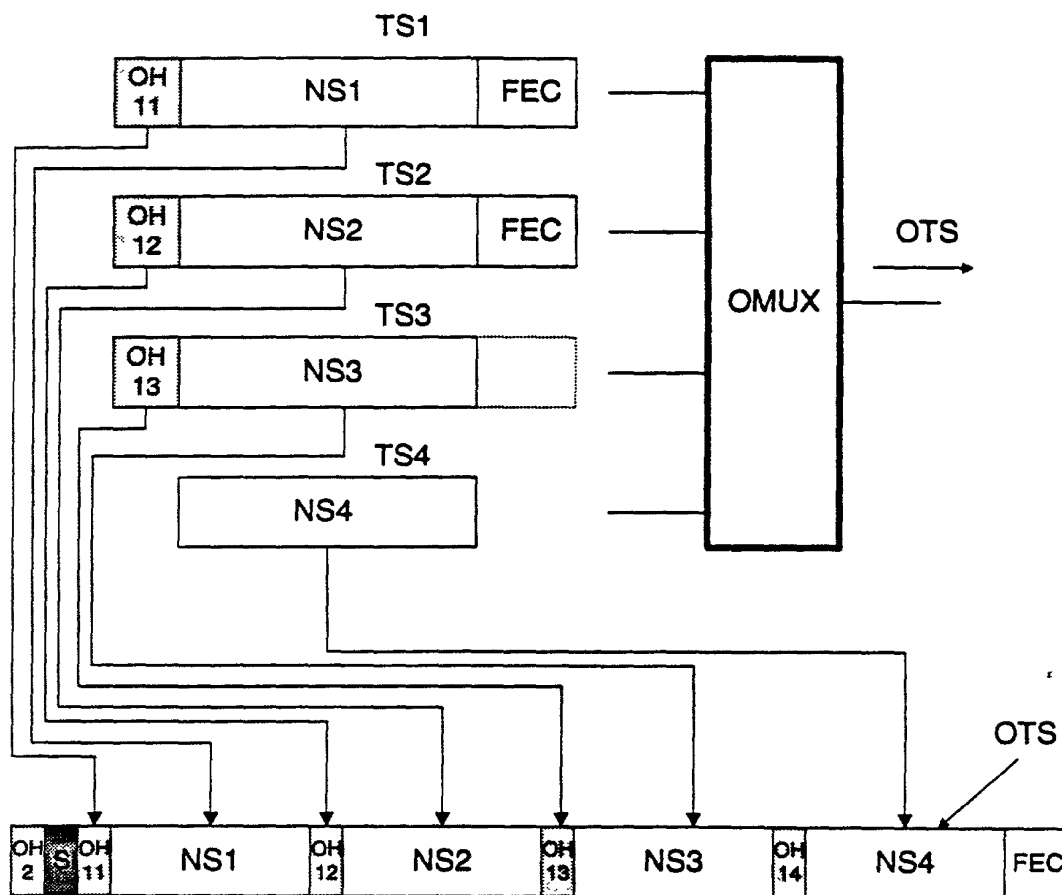 TS1
OH
11
NS1
FEC
TS2
OH
12
NS2
FEC
OTS
OMUX
TS3
OH
13
NS3
TS4
NS4
OTS
OH
2
S
OH
11
NS1
OH
12
NS2
OH
13
NS3
OH
14
NS4
FEC